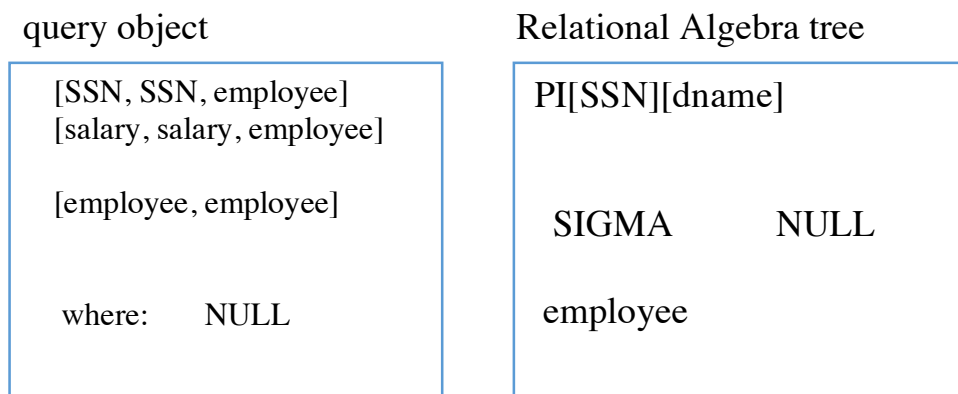 query object
[SSN, SSN, employee]
[salary, salary, employee]
[employee, employee]
where: NULL
Relational Algebra tree
PI[SSN][dname]
SIGMA NULL
employee